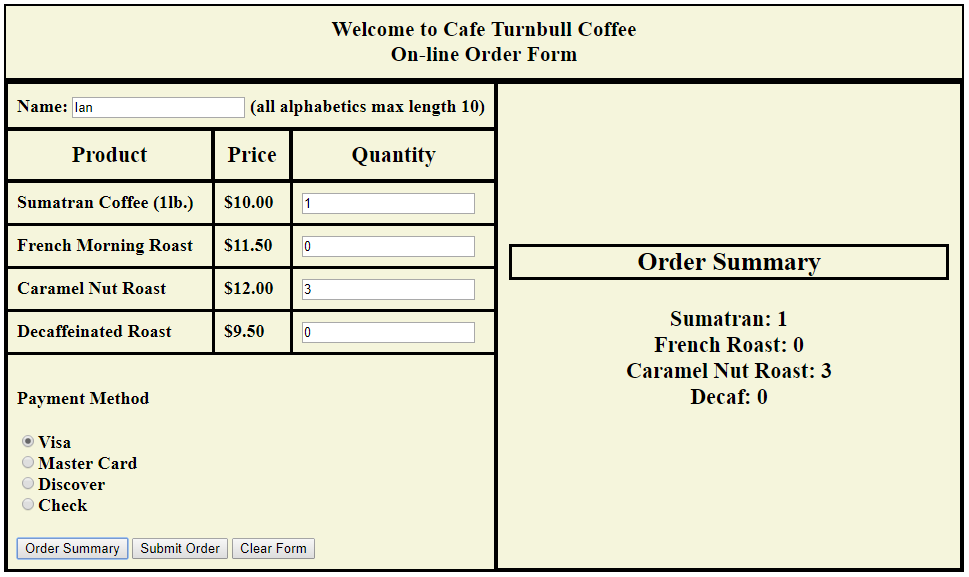 Welcome to Cafe Turnbull Coffee
On-line Order Form
Name: Ian (all alphabetics max length 10)
Product Price Quantity
Sumatran Coffee (1lb.) $10.00 1
French Morning Roast $11.50 0
Caramel Nut Roast $12.00 3
Decaffeinated Roast $9.50 0
Payment Method
Visa
Master Card
Discover
Check
Order Summary Submit Order Clear Form
Order Summary
Sumatran: 1
French Roast: 0
Caramel Nut Roast: 3
Decaf: 0